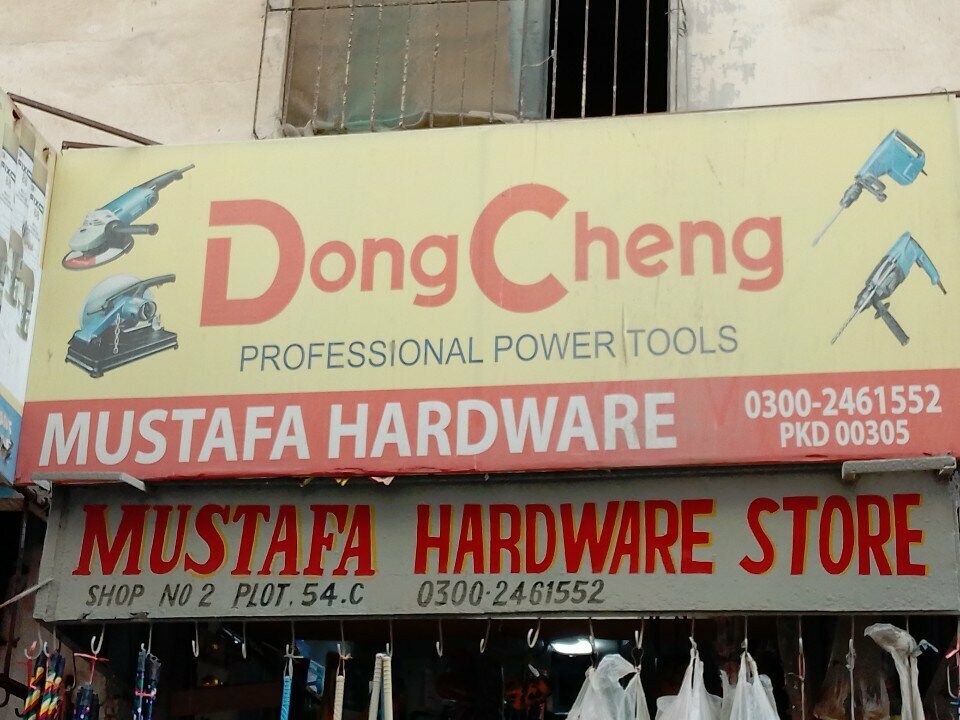 DongCheng
PROFESSIONAL POWER TOOLS
MUSTAFA HARDWARE
0300-2461552
PKD 00305
MUSTAFA HARDWARE STORE
SHOP NO 2 PLOT. 54.C 0300-2461552